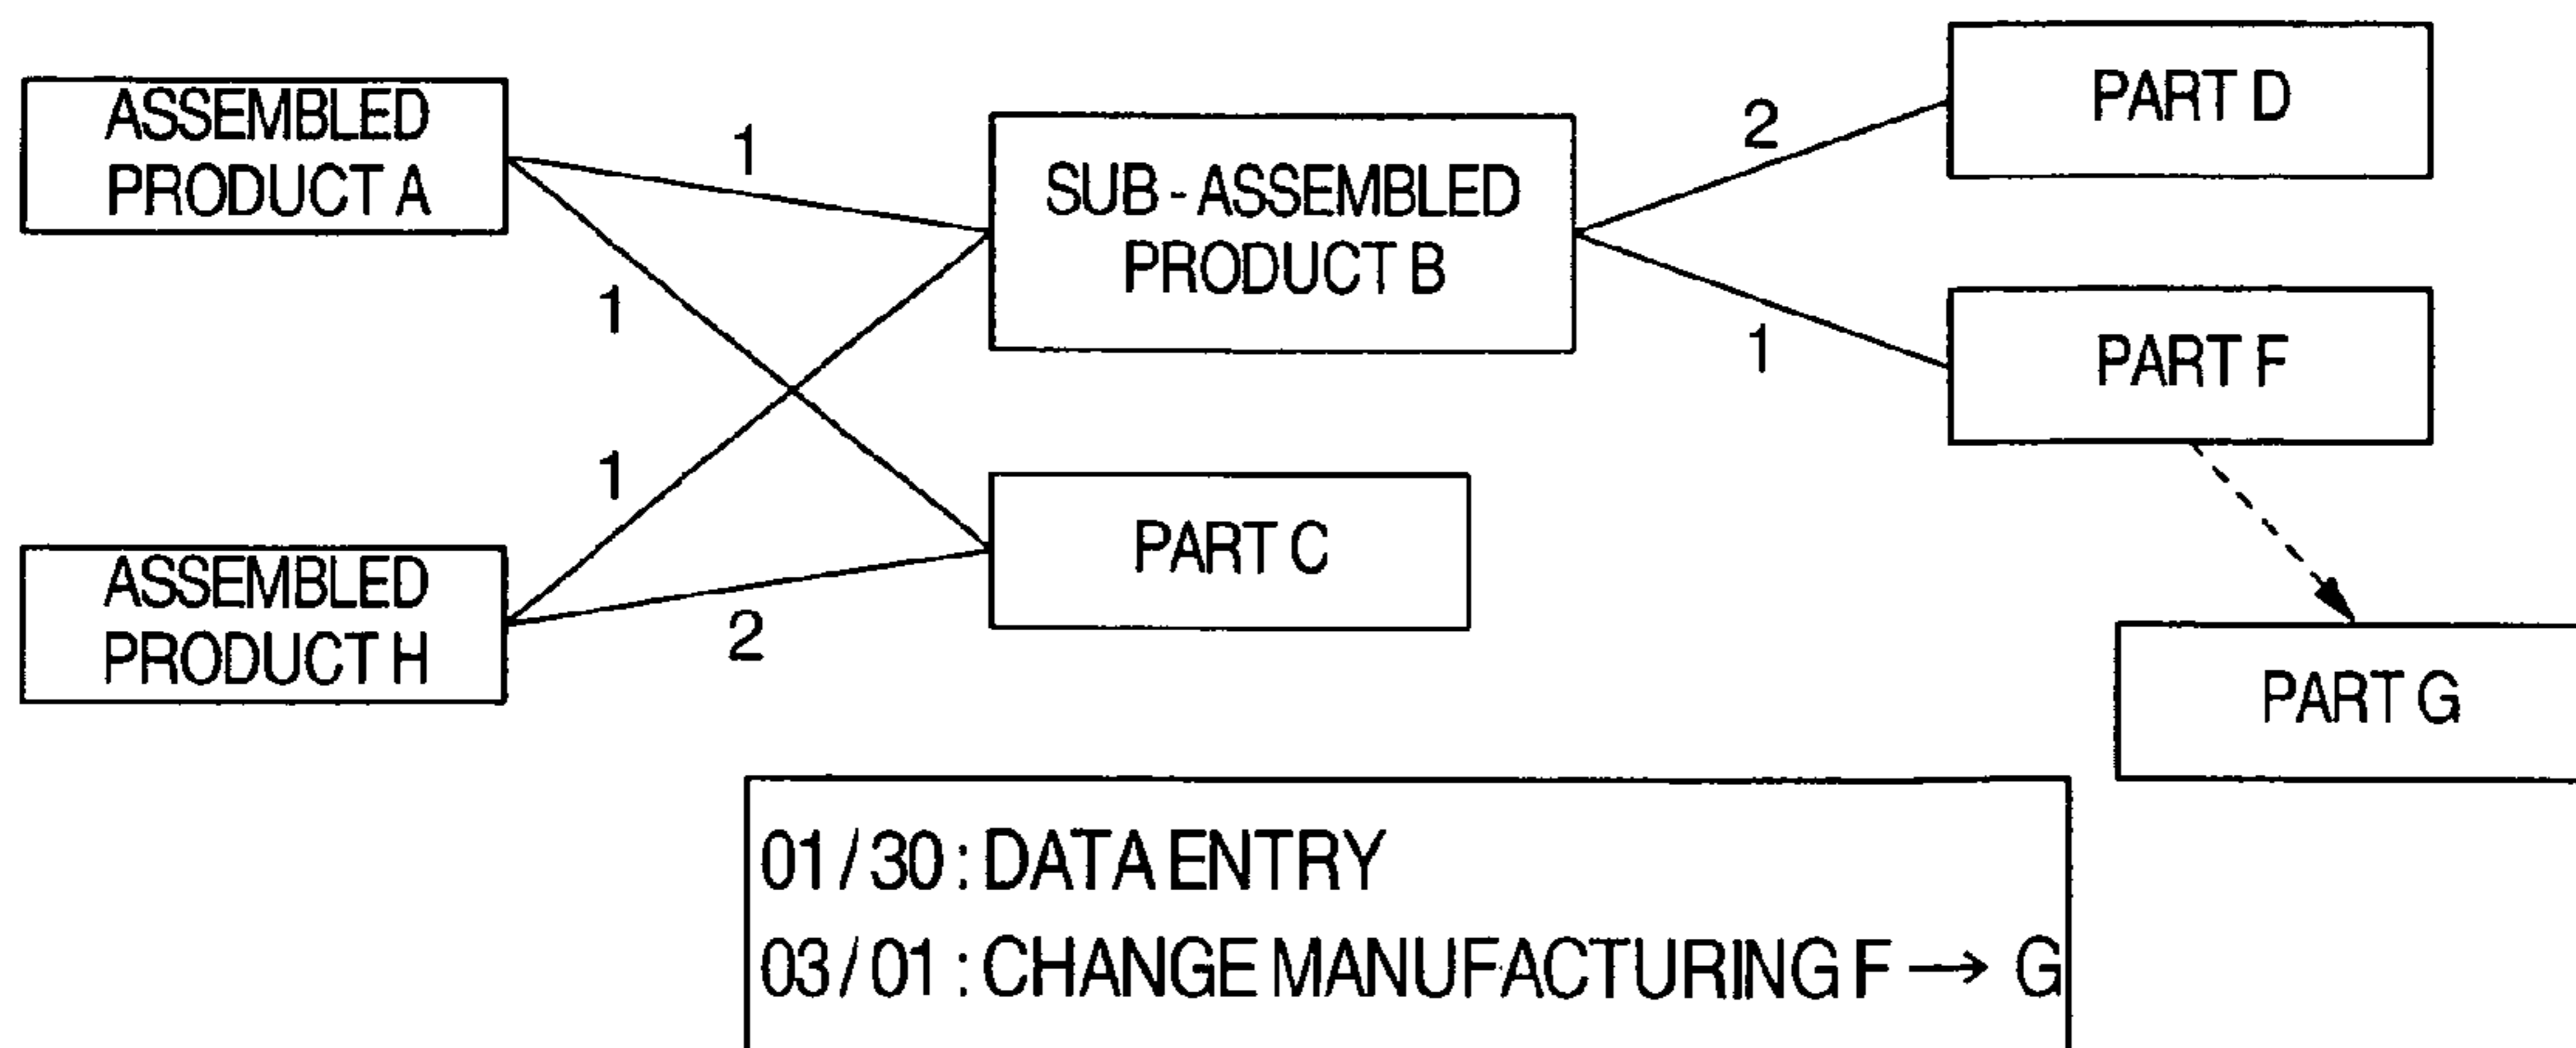 ASSEMBLED
PRODUCT A
1
SUB-ASSEMBLED
PRODUCT B
2
PART D
1
PART F
1
1
PART C
ASSEMBLED
PRODUCT H
2
PART G
01/30: DATA ENTRY
03/01: CHANGE MANUFACTURING F → G